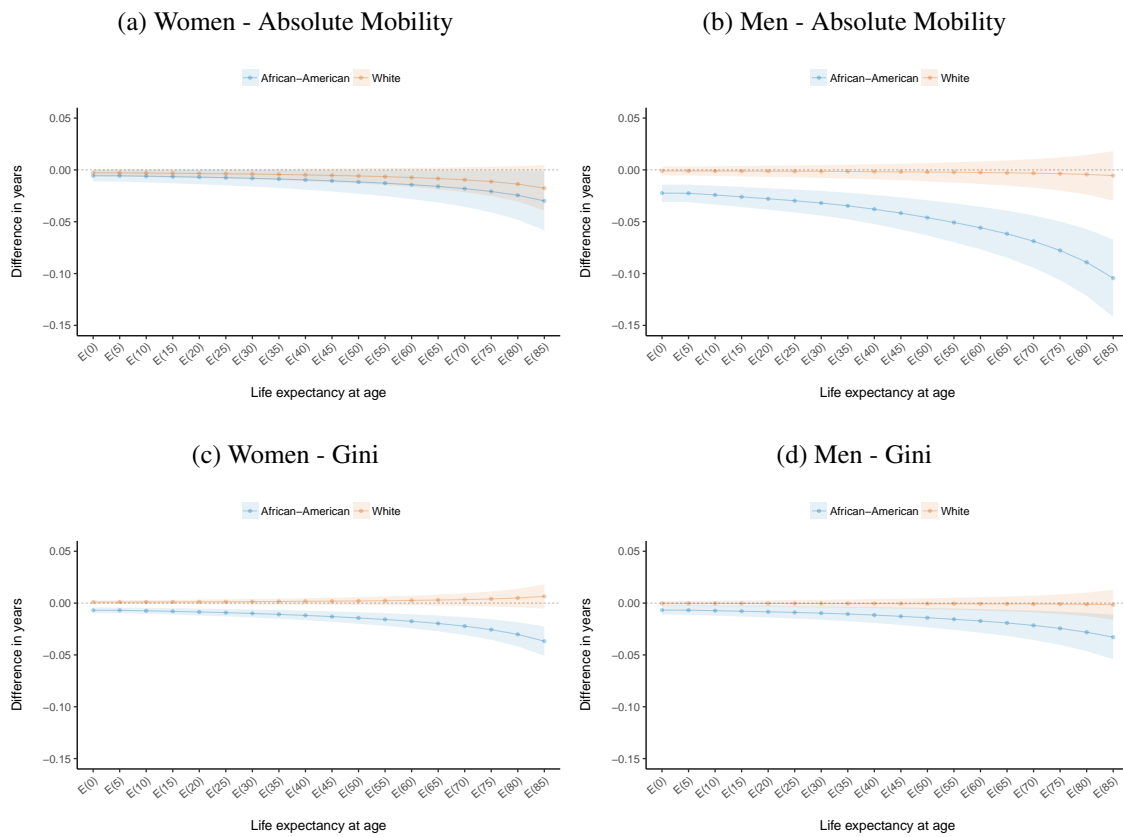 (a) Women - Absolute Mobility
African−American White
Difference in years
0.05
0.00
−0.05
−0.10
−0.15
E(0) E(5) E(10) E(15) E(20) E(25) E(30) E(35) E(40) E(45) E(50) E(55) E(60) E(65) E(70) E(75) E(80) E(85)
Life expectancy at age
(b) Men - Absolute Mobility
African−American White
Difference in years
0.05
0.00
−0.05
−0.10
−0.15
E(0) E(5) E(10) E(15) E(20) E(25) E(30) E(35) E(40) E(45) E(50) E(55) E(60) E(65) E(70) E(75) E(80) E(85)
Life expectancy at age
(c) Women - Gini
African−American White
Difference in years
0.05
0.00
−0.05
−0.10
−0.15
E(0) E(5) E(10) E(15) E(20) E(25) E(30) E(35) E(40) E(45) E(50) E(55) E(60) E(65) E(70) E(75) E(80) E(85)
Life expectancy at age
(d) Men - Gini
African−American White
Difference in years
0.05
0.00
−0.05
−0.10
−0.15
E(0) E(5) E(10) E(15) E(20) E(25) E(30) E(35) E(40) E(45) E(50) E(55) E(60) E(65) E(70) E(75) E(80) E(85)
Life expectancy at age